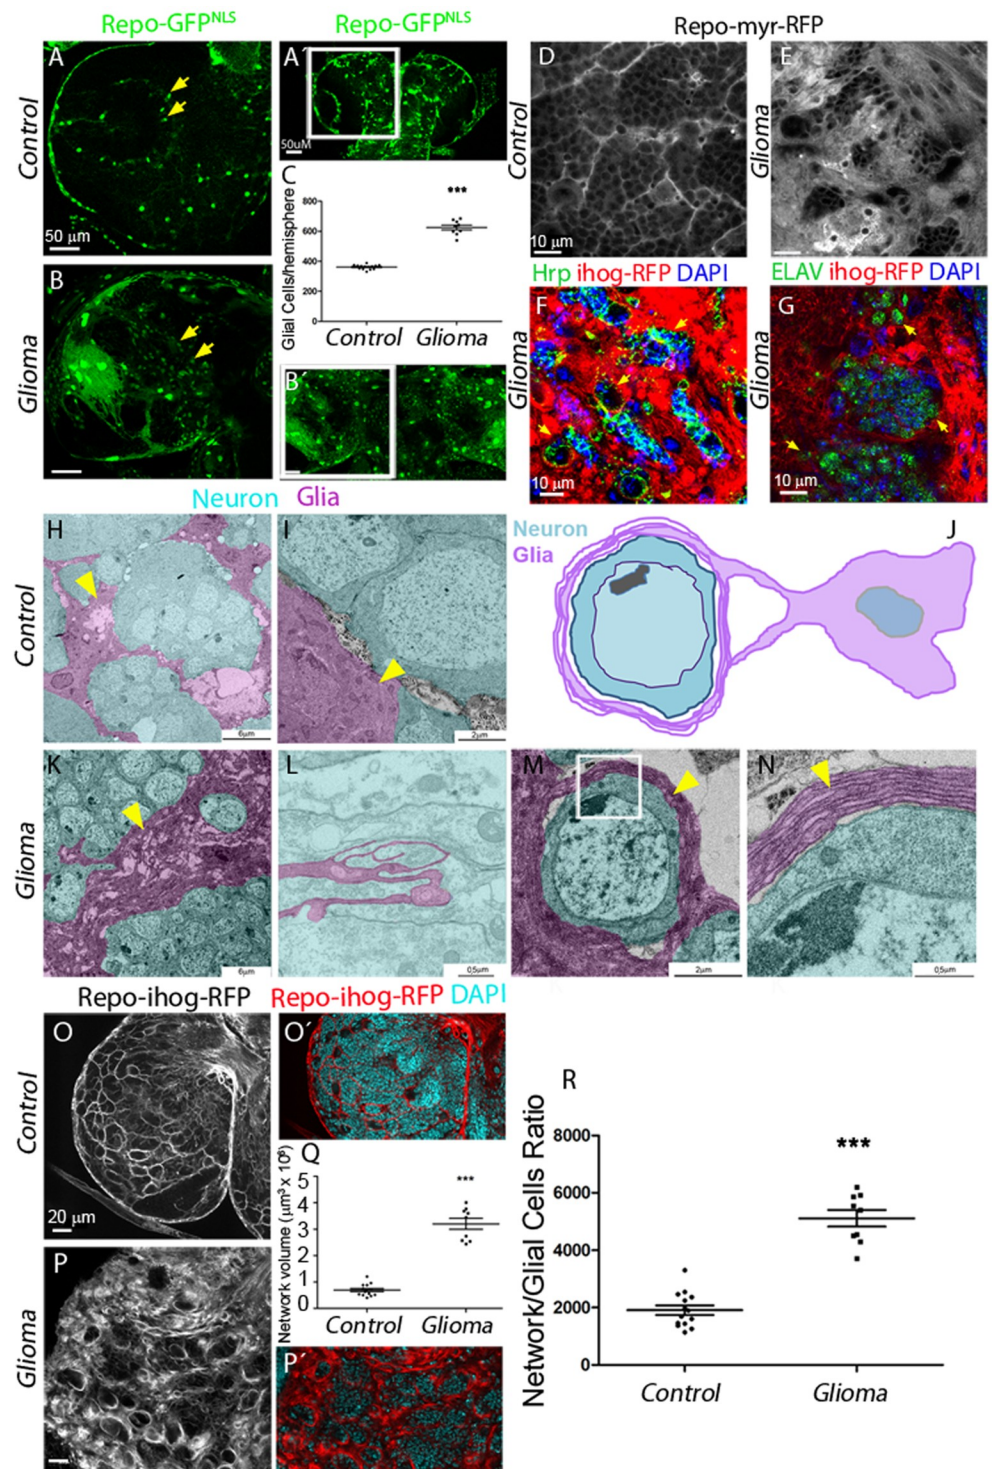 Repo-GFPNLS
Repo-GFPNLS
Repo-myr-RFP
Control
A
50 μm
A´
50uM
Control
D
10 μm
Glioma
E
C
***
Glial Cells/hemisphere
800
600
400
200
0
Control Glioma
Glioma
B
B´
Hrp ihog-RFP DAPI
ELAV ihog-RFP DAPI
Glioma
F
10 μm
Glioma
G
10 μm
Neuron Glia
Control
H
6μm
I
2μm
Neuron
Glia
J
Glioma
K
6μm
L
0,5μm
M
2μm
N
0,5μm
Repo-ihog-RFP
Repo-ihog-RFP DAPI
Control
O
20 μm
O´
Q
Network volume (μm³ x 10⁶)
5
4
3
2
1
0
***
Control Glioma
Glioma
P
P´
R
Network/Glial Cells Ratio
8000
6000
4000
2000
0
***
Control Glioma